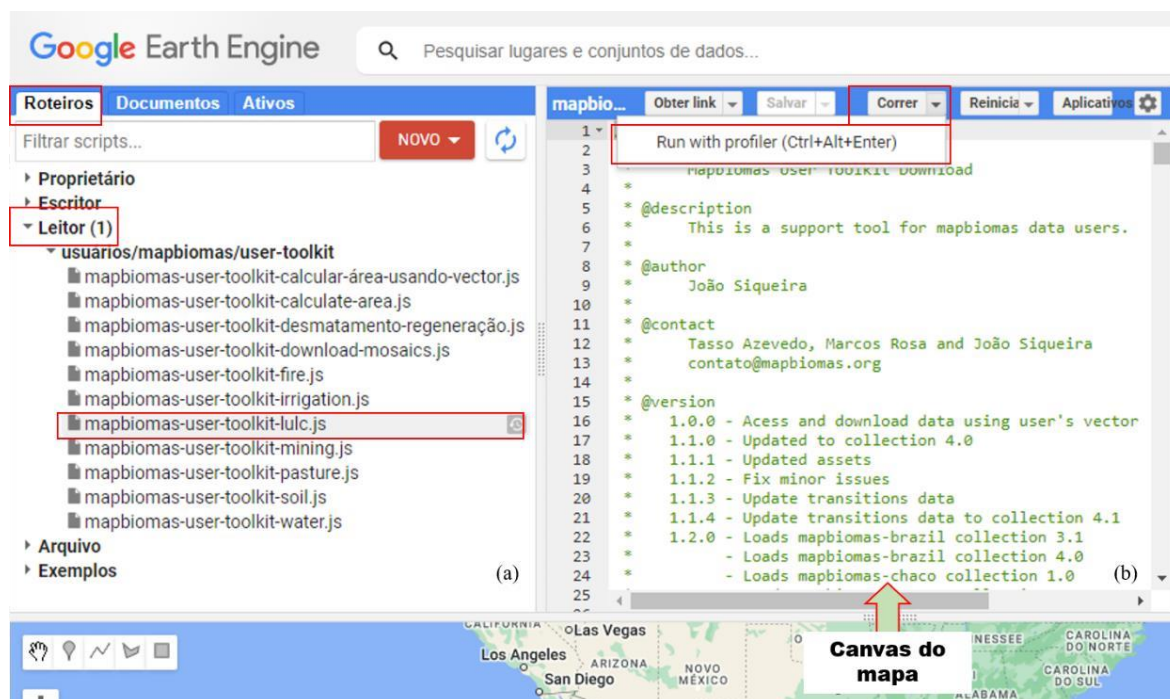 Google Earth Engine
Pesquisar lugares e conjuntos de dados...
Roteiros Documentos Ativos
Filtrar scripts...
NOVO
Proprietário
Escritor
Leitor (1)
usuários/mapbiomas/user-toolkit
mapbiomas-user-toolkit-calcular-área-usando-vector.js
mapbiomas-user-toolkit-calculate-area.js
mapbiomas-user-toolkit-desmatamento-regeneração.js
mapbiomas-user-toolkit-download-mosaics.js
mapbiomas-user-toolkit-fire.js
mapbiomas-user-toolkit-irrigation.js
mapbiomas-user-toolkit-lulc.js
mapbiomas-user-toolkit-mining.js
mapbiomas-user-toolkit-pasture.js
mapbiomas-user-toolkit-soil.js
mapbiomas-user-toolkit-water.js
Arquivo
Exemplos
(a)
mapbio... Obter link Salvar Correr Reinicia Aplicativos
Run with profiler (Ctrl+Alt+Enter)
1
2
3 Mapbiomas User Toolkit Download
4 *
5 * @description
6 * This is a support tool for mapbiomas data users.
7 *
8 * @author
9 * João Siqueira
10 *
11 * @contact
12 * Tasso Azevedo, Marcos Rosa and João Siqueira
13 * contato@mapbiomas.org
14 *
15 * @version
16 * 1.0.0 - Acess and download data using user's vector
17 * 1.1.0 - Updated to collection 4.0
18 * 1.1.1 - Updated assets
19 * 1.1.2 - Fix minor issues
20 * 1.1.3 - Update transitions data
21 * 1.1.4 - Update transitions data to collection 4.1
22 * 1.2.0 - Loads mapbiomas-brazil collection 3.1
23 * - Loads mapbiomas-brazil collection 4.0
24 * - Loads mapbiomas-chaco collection 1.0
25
(b)
CALIFORNIA
Las Vegas
Los Angeles
ARIZONA
San Diego
NOVO
MÉXICO
Canvas do
mapa
NESSEE
CAROLINA
DO NORTE
CAROLINA
DO SUL
ALABAMA